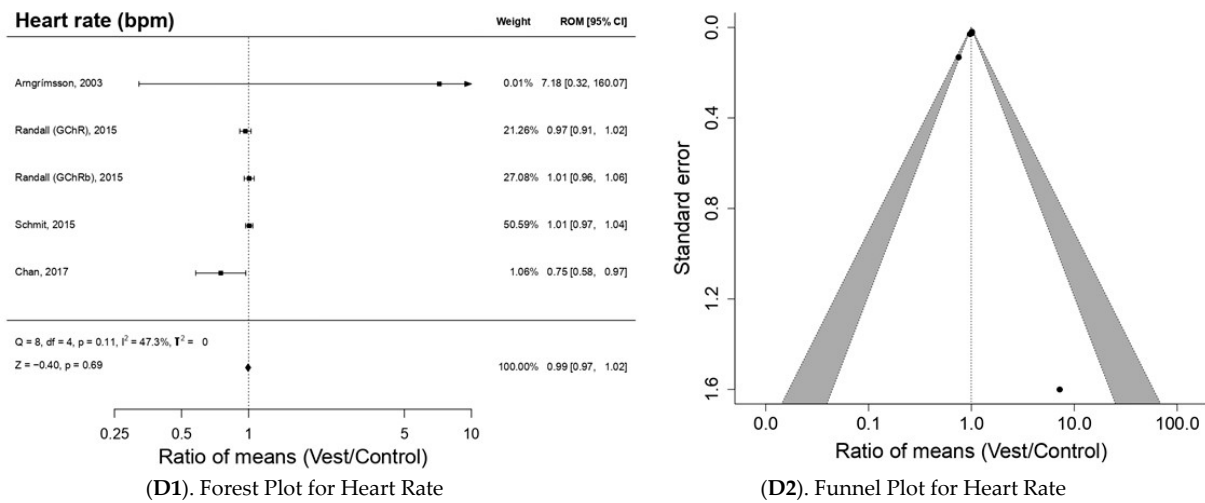 Heart rate (bpm) Weight ROM [95% CI]
Arngrímsson, 2003 0.01% 7.18 [0.32, 160.07]
Randall (GChR), 2015 21.26% 0.97 [0.91, 1.02]
Randall (GChRb), 2015 27.08% 1.01 [0.96, 1.06]
Schmit, 2015 50.59% 1.01 [0.97, 1.04]
Chan, 2017 1.06% 0.75 [0.58, 0.97]
Q = 8, df = 4, p = 0.11, I² = 47.3%, T² = 0
Z = −0.40, p = 0.69 100.00% 0.99 [0.97, 1.02]
0.25 0.5 1 5 10
Ratio of means (Vest/Control)
(D1). Forest Plot for Heart Rate
Standard error
0.0
0.4
0.8
1.2
1.6
0.0 0.1 1.0 10.0 100.0
Ratio of means (Vest/Control)
(D2). Funnel Plot for Heart Rate